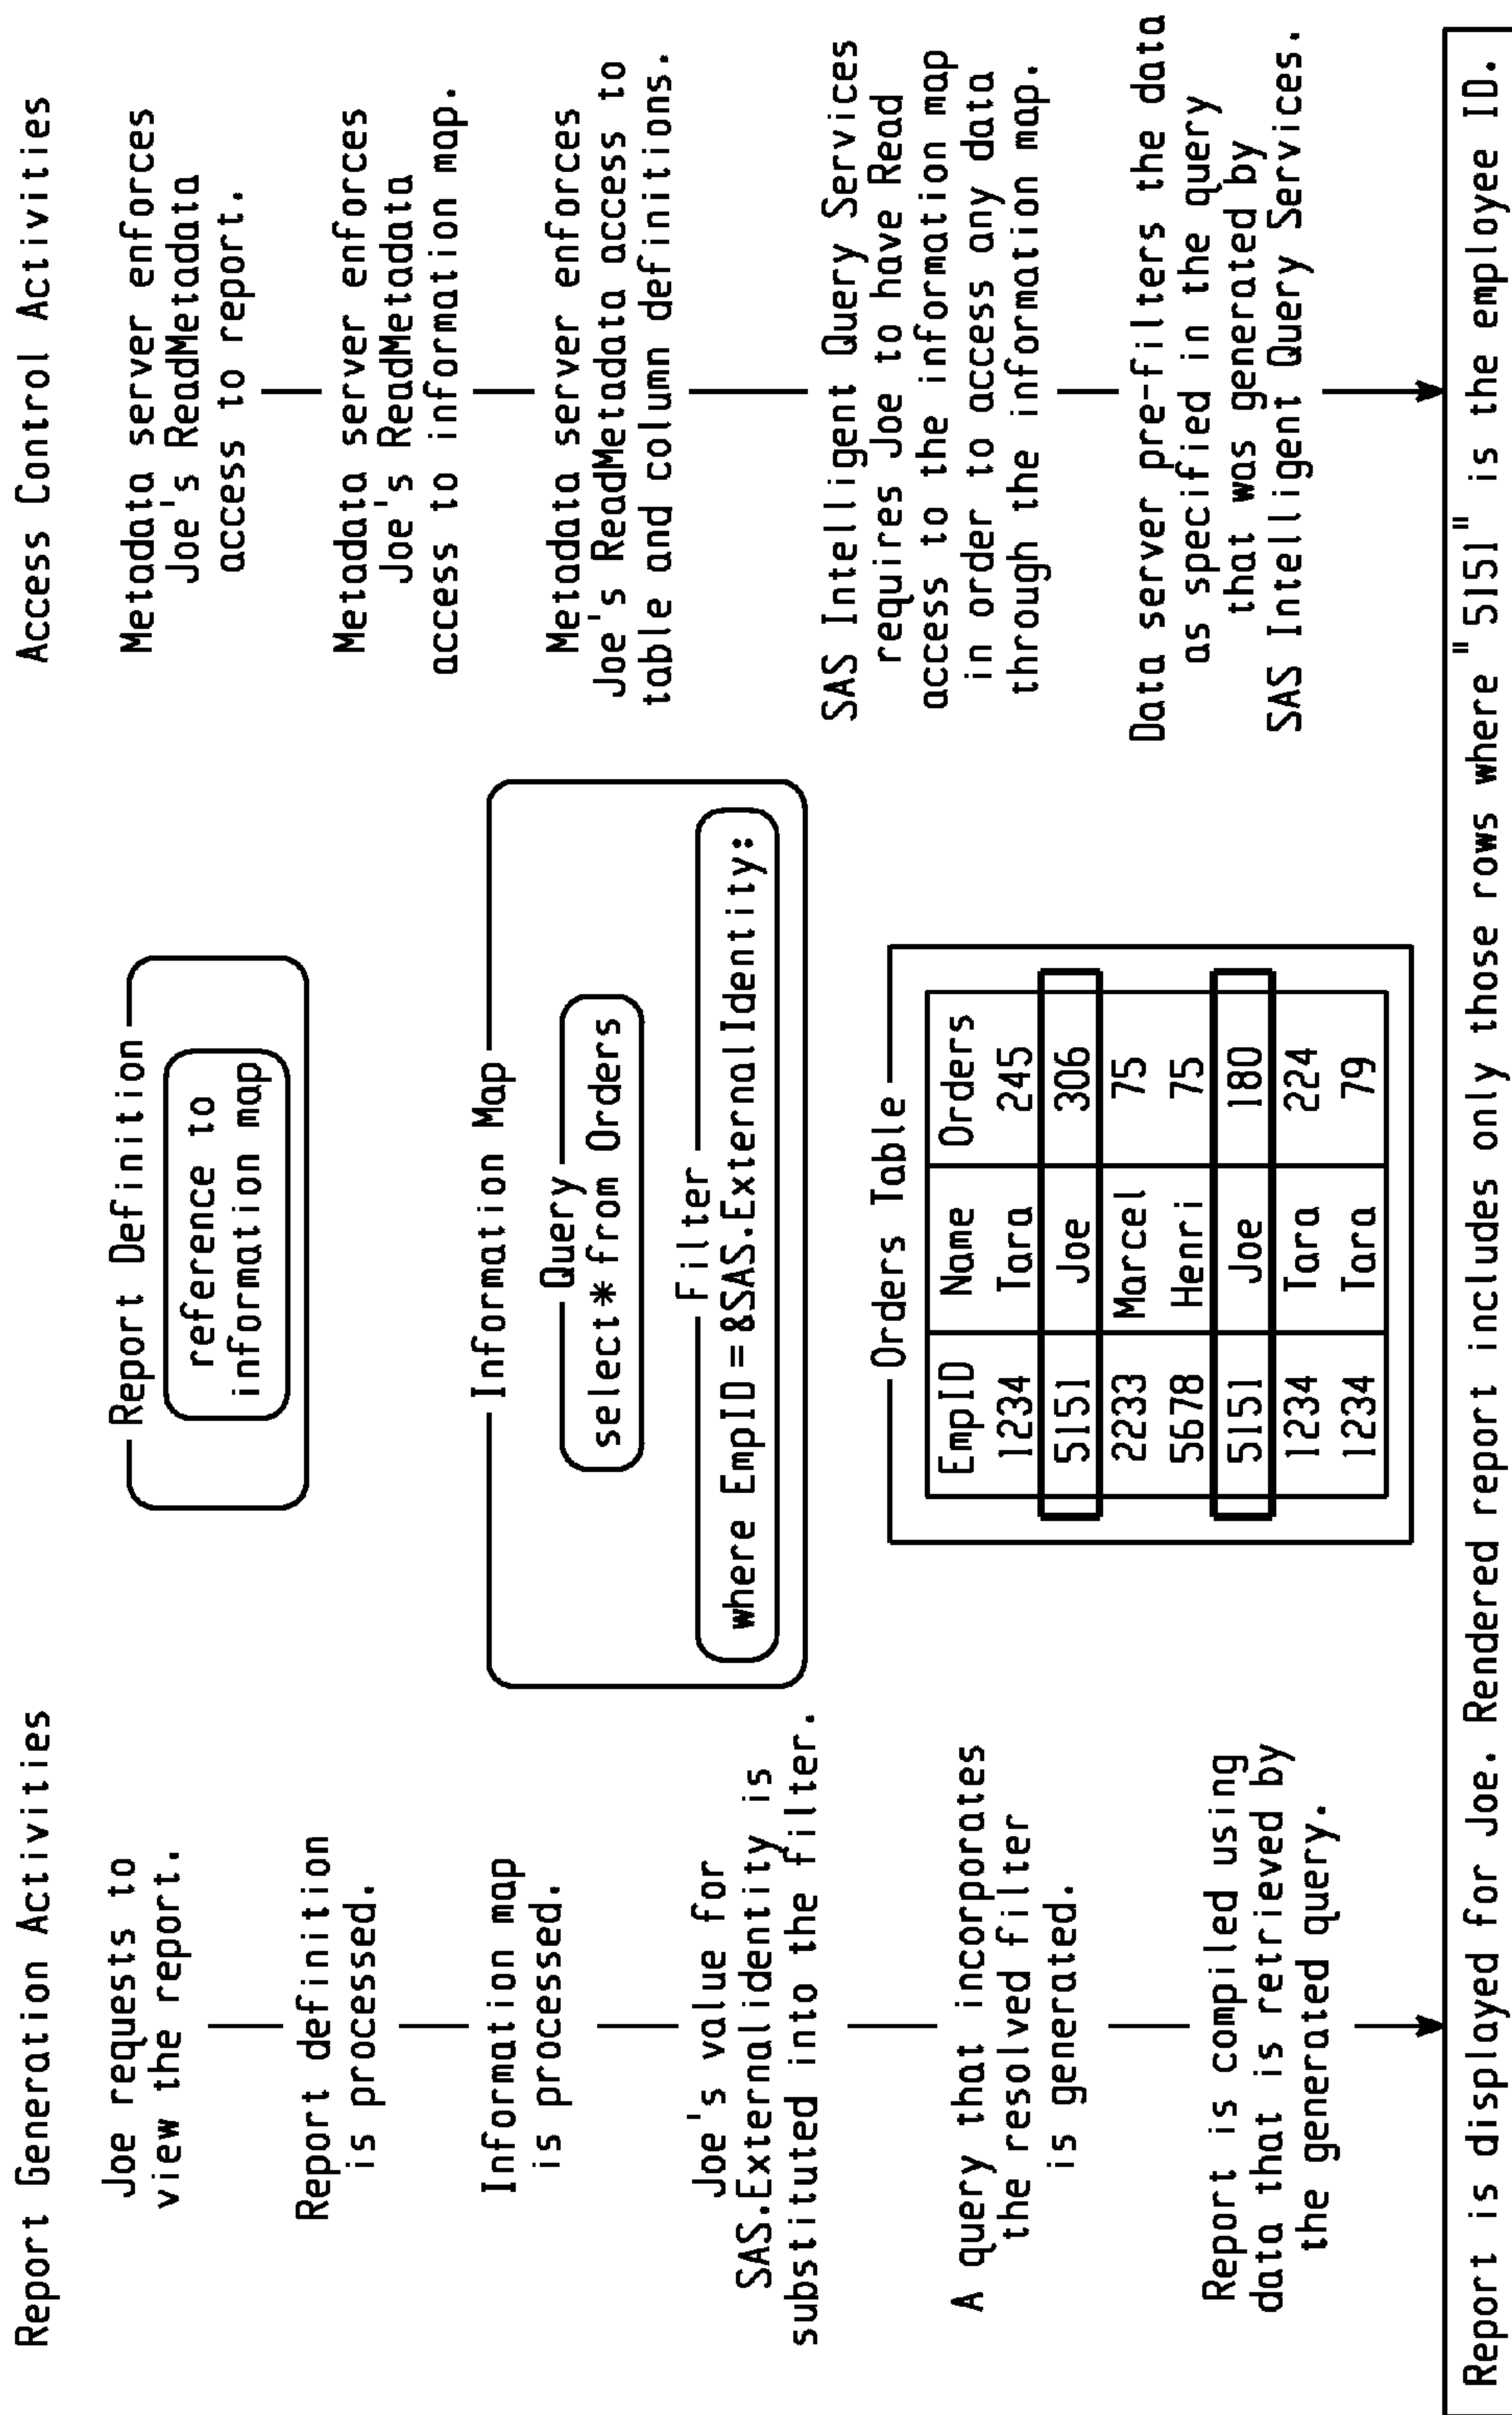 Report Generation Activities
Joe requests to
view the report.
Report definition
is processed.
Information map
is processed.
Joe's value for
SAS.Externalidentity is
substituted into the filter.
A query that incorporates
the resolved filter
is generated.
Report is compiled using
data that is retrieved by
the generated query.
Report Definition
reference to
information map
Information Map
Query
select*from Orders
Filter
where EmpID=&SAS.ExternalIdentity:
Orders Table
EmpID Name Orders
1234 Tara 245
5151 Joe 306
2233 Marcel 75
5678 Henri 75
5151 Joe 180
1234 Tara 224
1234 Tara 79
Access Control Activities
Metadata server enforces
Joe's ReadMetadata
access to report.
Metadata server enforces
Joe's ReadMetadata
access to information map.
Metadata server enforces
Joe's ReadMetadata access to
table and column definitions.
SAS Intelligent Query Services
requires Joe to have Read
access to the information map
in order to access any data
through the information map.
Data server pre-filters the data
as specified in the query
that was generated by
SAS Intelligent Query Services.
Report is displayed for Joe. Rendered report includes only those rows where "5151" is the employee ID.